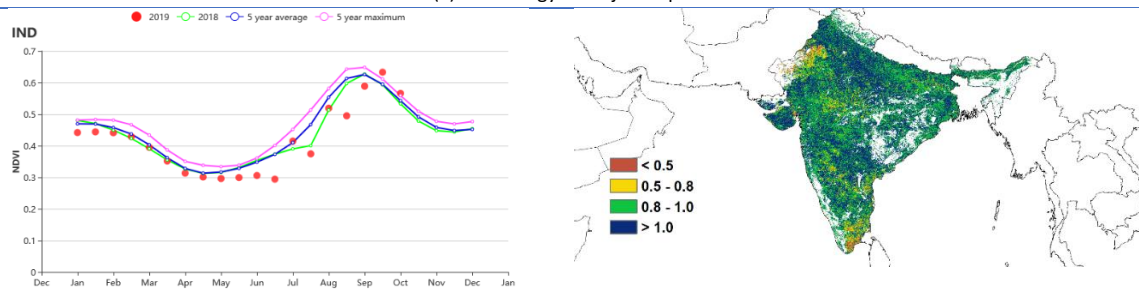 2019 2018 5 year average 5 year maximum
IND
NDVI
0.7
0.6
0.5
0.4
0.3
0.2
0.1
0
Dec Jan Feb Mar Apr May Jun Jul Aug Sep Oct Nov Dec Jan
< 0.5
0.5 - 0.8
0.8 - 1.0
> 1.0